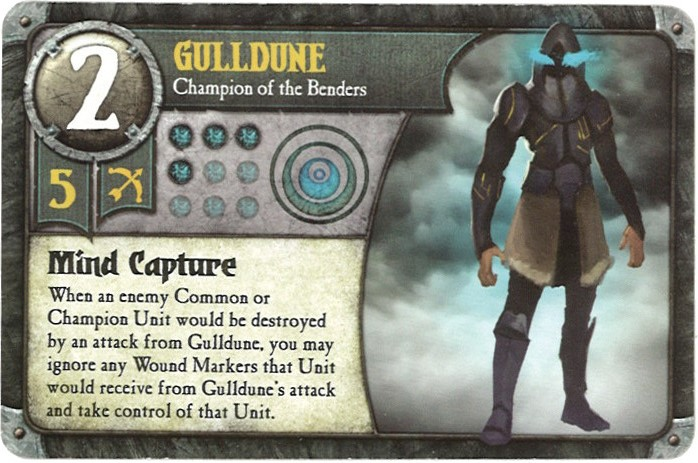 2
GULLDUNE
Champion of the Benders
5
Mind Capture
When an enemy Common or
Champion Unit would be destroyed
by an attack from Gulldune, you may
ignore any Wound Markers that Unit
would receive from Gulldune's attack
and take control of that Unit.